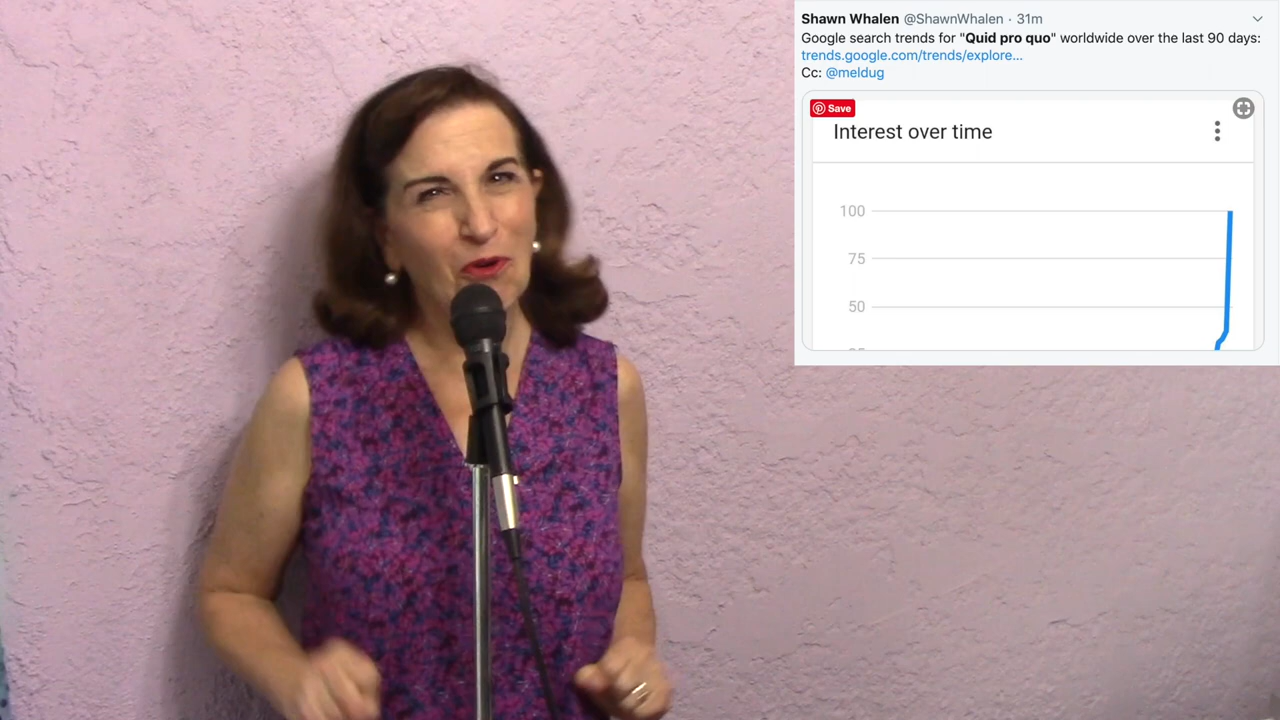 Shawn Whalen @ShawnWhalen · 31m
Google search trends for "Quid pro quo" worldwide over the last 90 days:
trends.google.com/trends/explore...
Cc: @meldug
Save
Interest over time
100
75
50